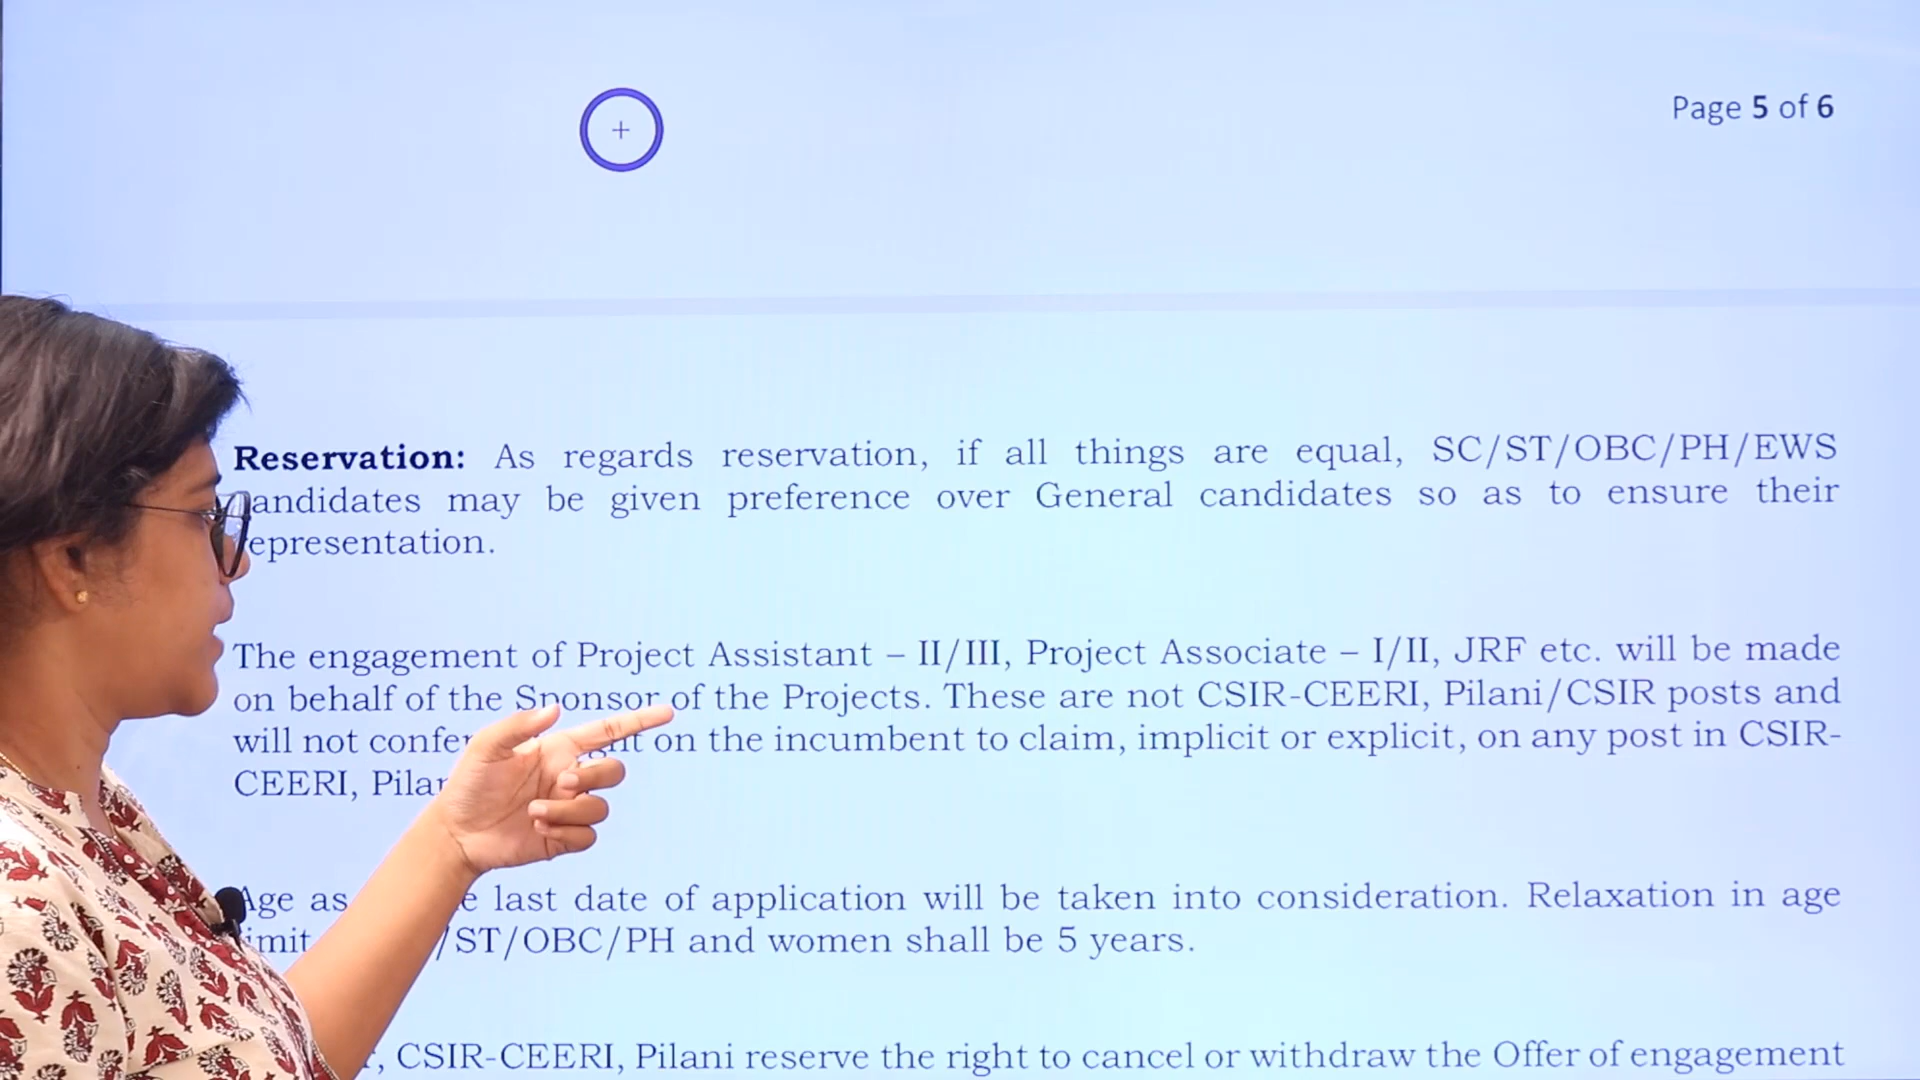 Page 5 of 6
Reservation: As regards reservation, if all things are equal, SC/ST/OBC/PH/EWS
andidates may be given preference over General candidates so as to ensure their
epresentation.
The engagement of Project Assistant – II/III, Project Associate – I/II, JRF etc. will be made
on behalf of the Sponsor of the Projects. These are not CSIR-CEERI, Pilani/CSIR posts and
will not on the incumbent to claim, implicit or explicit, on any post in CSIR-
CEERI,
Age as last date of application will be taken into consideration. Relaxation in age
/ST/OBC/PH and women shall be 5 years.
, CSIR-CEERI, Pilani reserve the right to cancel or withdraw the Offer of engagement